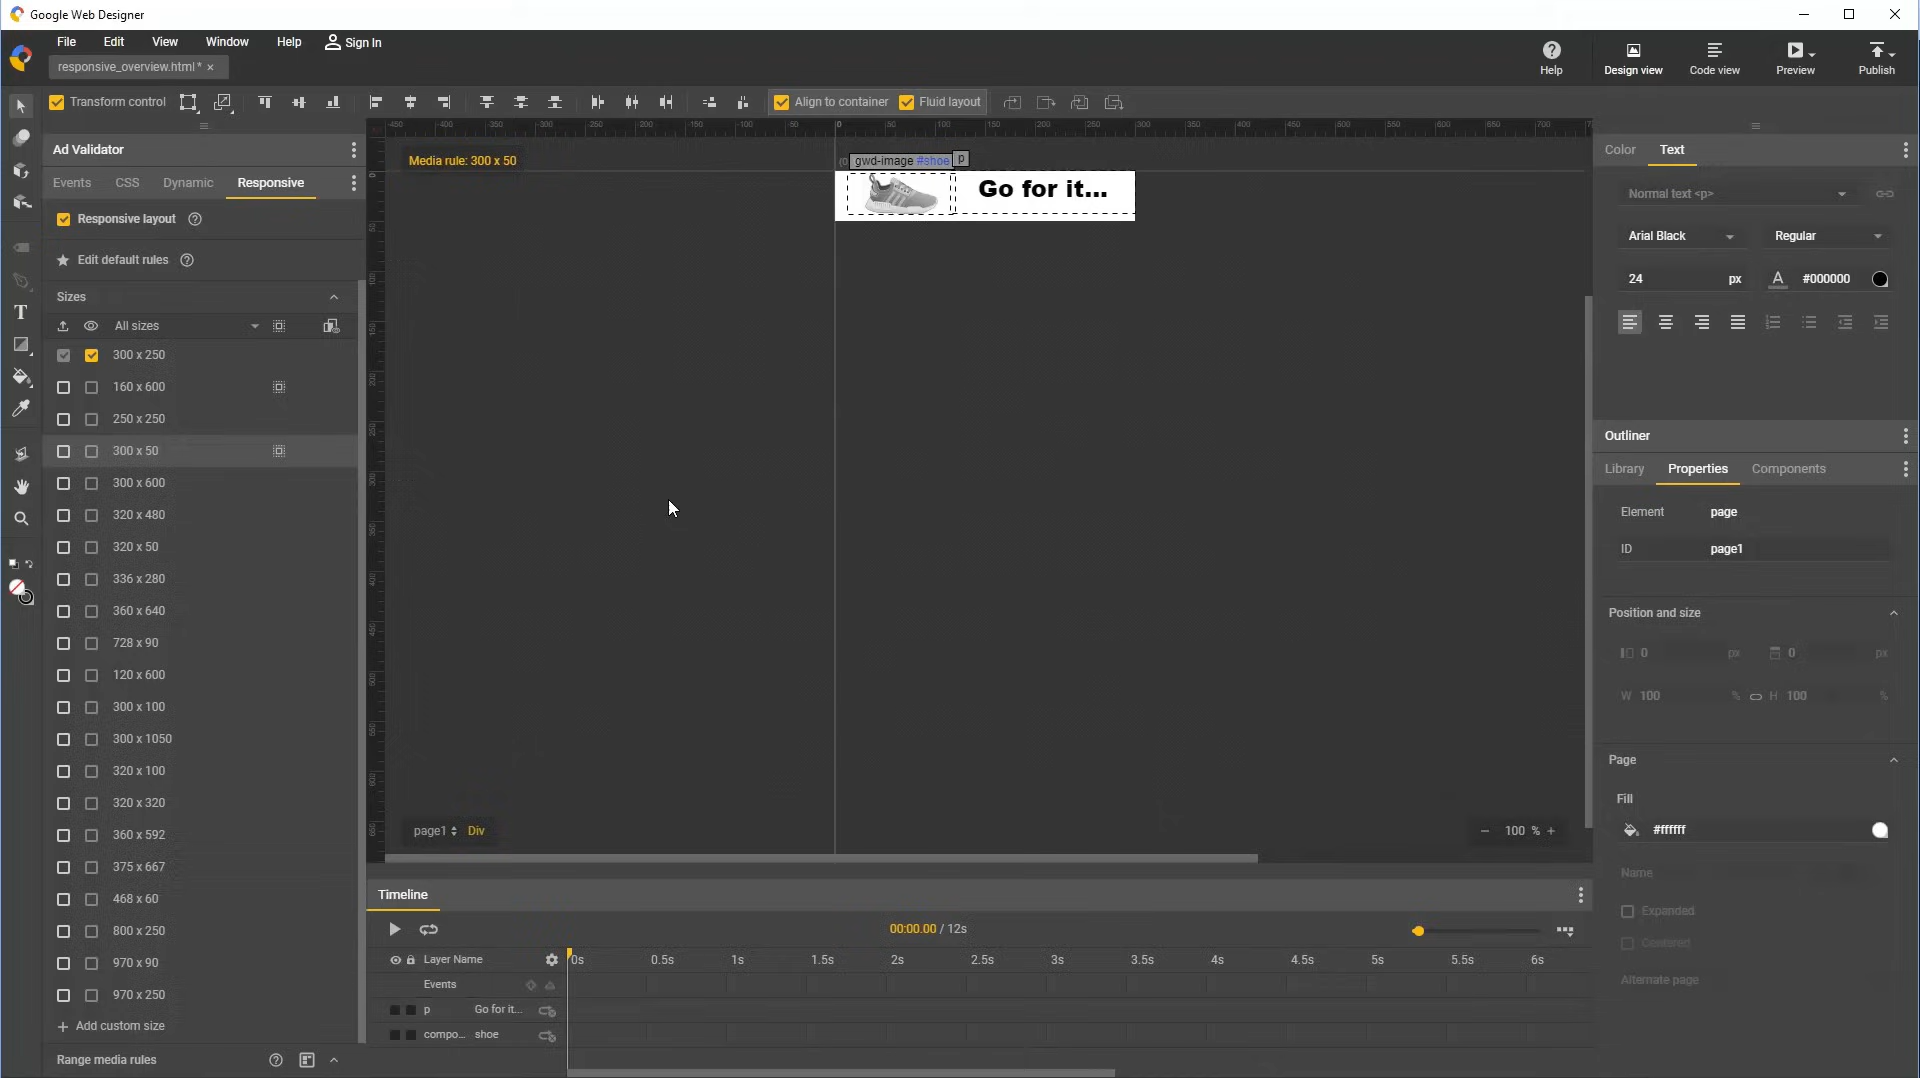 Google Web Designer
File Edit View Window Help Sign In
responsive_overview.html* ×
Help Design view Code view Preview Publish
Transform control Align to container Fluid layout
Ad Validator
Events CSS Dynamic Responsive
Responsive layout
Edit default rules
Sizes
All sizes
300 x 250
160 x 600
250 x 250
300 x 50
300 x 600
320 x 480
320 x 50
336 x 280
360 x 640
728 x 90
120 x 600
300 x 100
300 x 1050
320 x 100
320 x 320
360 x 592
375 x 667
468 x 60
800 x 250
970 x 90
970 x 250
+ Add custom size
Range media rules
Media rule: 300 x 50
gwd-image #shoe p
Go for it...
page1 Div
− 100 % +
Timeline
00:00.00 / 12s
Layer Name 0s 0.5s 1s 1.5s 2s 2.5s 3s 3.5s 4s 4.5s 5s 5.5s 6s
Events
p Go for it...
compo... shoe
Color Text
Normal text <p>
Arial Black Regular
24 px A #000000
Outliner
Library Properties Components
Element page
ID page1
Position and size
0 px 0 px
W 100 % H 100 %
Page
Fill
#ffffff
Name
Expanded
Centered
Alternate page